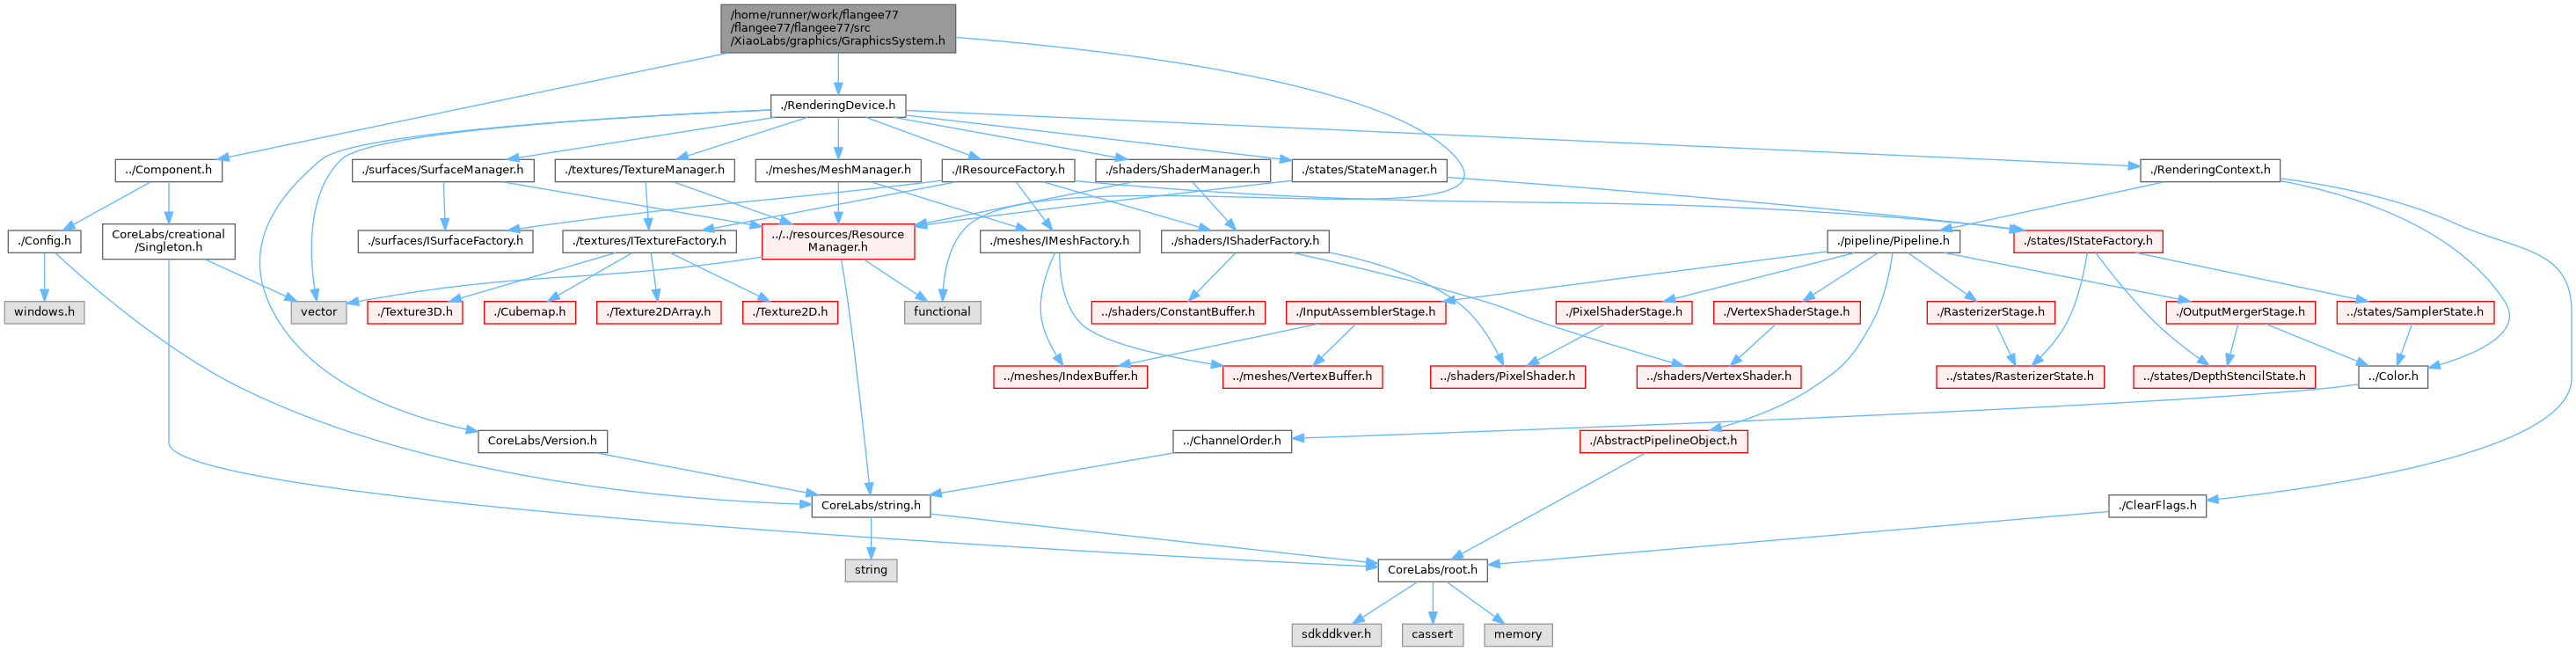 /home/runner/work/flangee77
/flangee77/flangee77/src
/XiaoLabs/graphics/GraphicsSystem.h
./RenderingDevice.h
../Component.h
./surfaces/SurfaceManager.h
./textures/TextureManager.h
./meshes/MeshManager.h
./IResourceFactory.h
./shaders/ShaderManager.h
./states/StateManager.h
./RenderingContext.h
./Config.h
CoreLabs/creational
/Singleton.h
./surfaces/ISurfaceFactory.h
./textures/ITextureFactory.h
../../resources/Resource
Manager.h
./meshes/IMeshFactory.h
./shaders/IShaderFactory.h
./pipeline/Pipeline.h
./states/IStateFactory.h
windows.h
vector
./Texture3D.h
./Cubemap.h
./Texture2DArray.h
./Texture2D.h
functional
../shaders/ConstantBuffer.h
./InputAssemblerStage.h
./PixelShaderStage.h
./VertexShaderStage.h
./RasterizerStage.h
./OutputMergerStage.h
../states/SamplerState.h
../meshes/IndexBuffer.h
../meshes/VertexBuffer.h
../shaders/PixelShader.h
../shaders/VertexShader.h
../states/RasterizerState.h
../states/DepthStencilState.h
../Color.h
CoreLabs/Version.h
../ChannelOrder.h
./AbstractPipelineObject.h
CoreLabs/string.h
./ClearFlags.h
string
CoreLabs/root.h
sdkddkver.h
cassert
memory